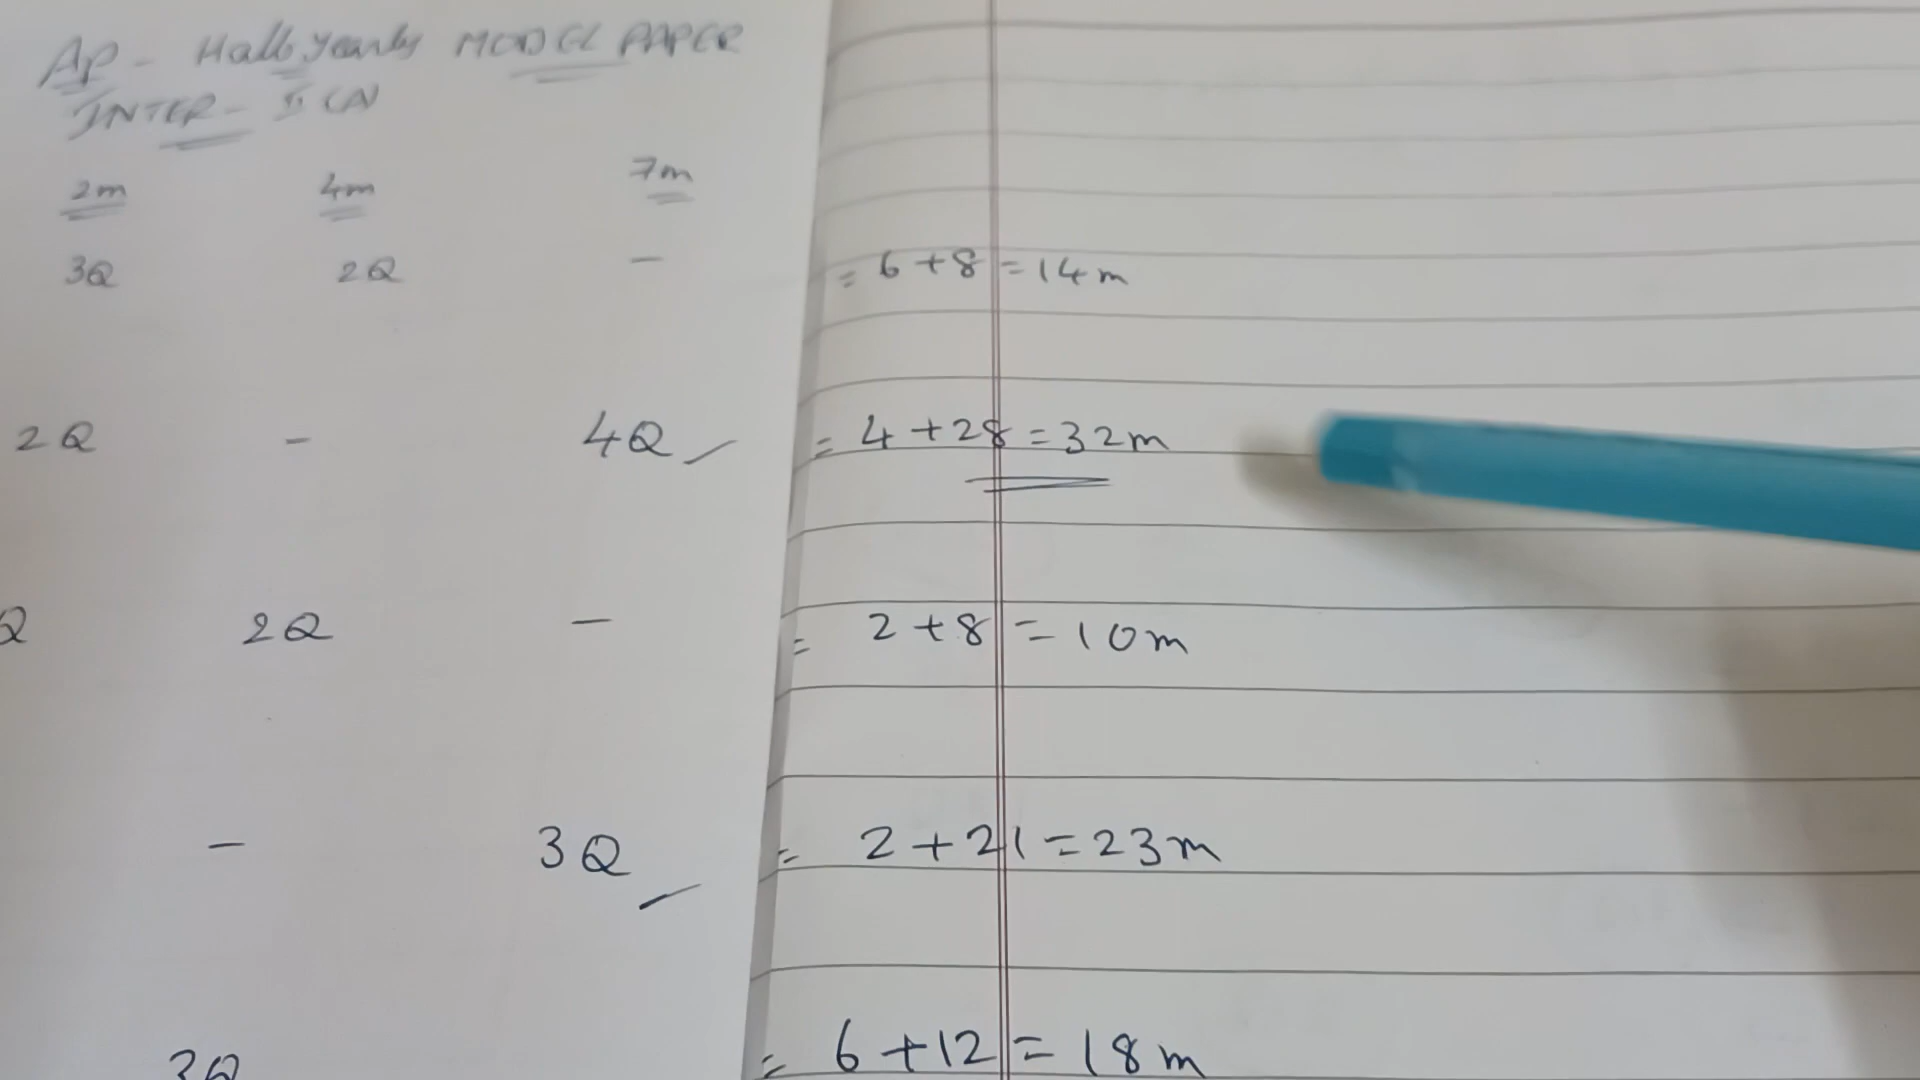 AP - Half yearly MODEL PAPER
INTER - I (A)
2m 4m 7m
3Q 2Q - = 6 + 8 = 14m
2Q - 4Q = 4 + 28 = 32m
Q 2Q - = 2 + 8 = 10m
- 3Q = 2 + 21 = 23m
3Q = 6 + 12 = 18m